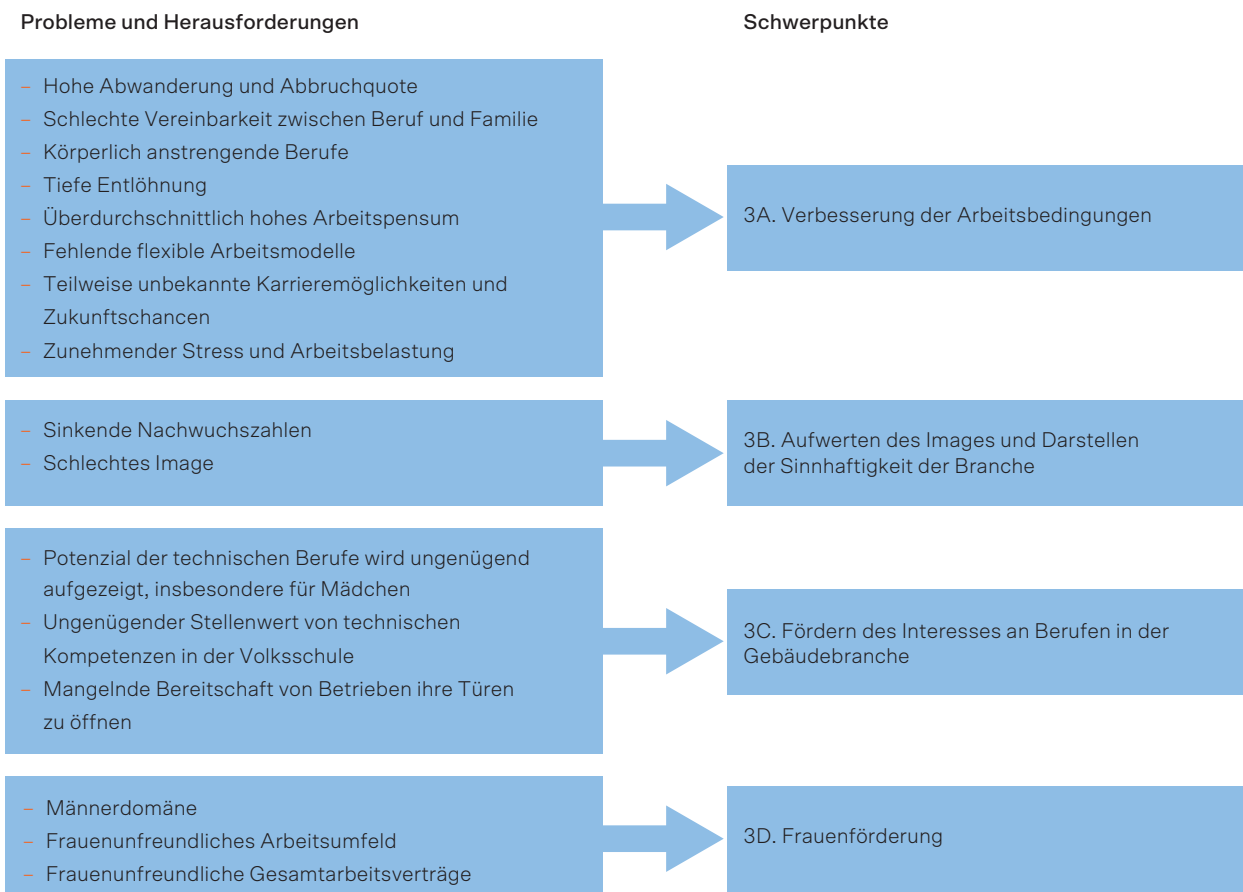 Probleme und Herausforderungen
Schwerpunkte
– Hohe Abwanderung und Abbruchquote
– Schlechte Vereinbarkeit zwischen Beruf und Familie
– Körperlich anstrengende Berufe
– Tiefe Entlöhnung
– Überdurchschnittlich hohes Arbeitspensum
– Fehlende flexible Arbeitsmodelle
– Teilweise unbekannte Karrieremöglichkeiten und
Zukunftschancen
– Zunehmender Stress und Arbeitsbelastung
3A. Verbesserung der Arbeitsbedingungen
– Sinkende Nachwuchszahlen
– Schlechtes Image
3B. Aufwerten des Images und Darstellen
der Sinnhaftigkeit der Branche
– Potenzial der technischen Berufe wird ungenügend
aufgezeigt, insbesondere für Mädchen
– Ungenügender Stellenwert von technischen
Kompetenzen in der Volksschule
– Mangelnde Bereitschaft von Betrieben ihre Türen
zu öffnen
3C. Fördern des Interesses an Berufen in der
Gebäudebranche
– Männerdomäne
– Frauenunfreundliches Arbeitsumfeld
– Frauenunfreundliche Gesamtarbeitsverträge
3D. Frauenförderung